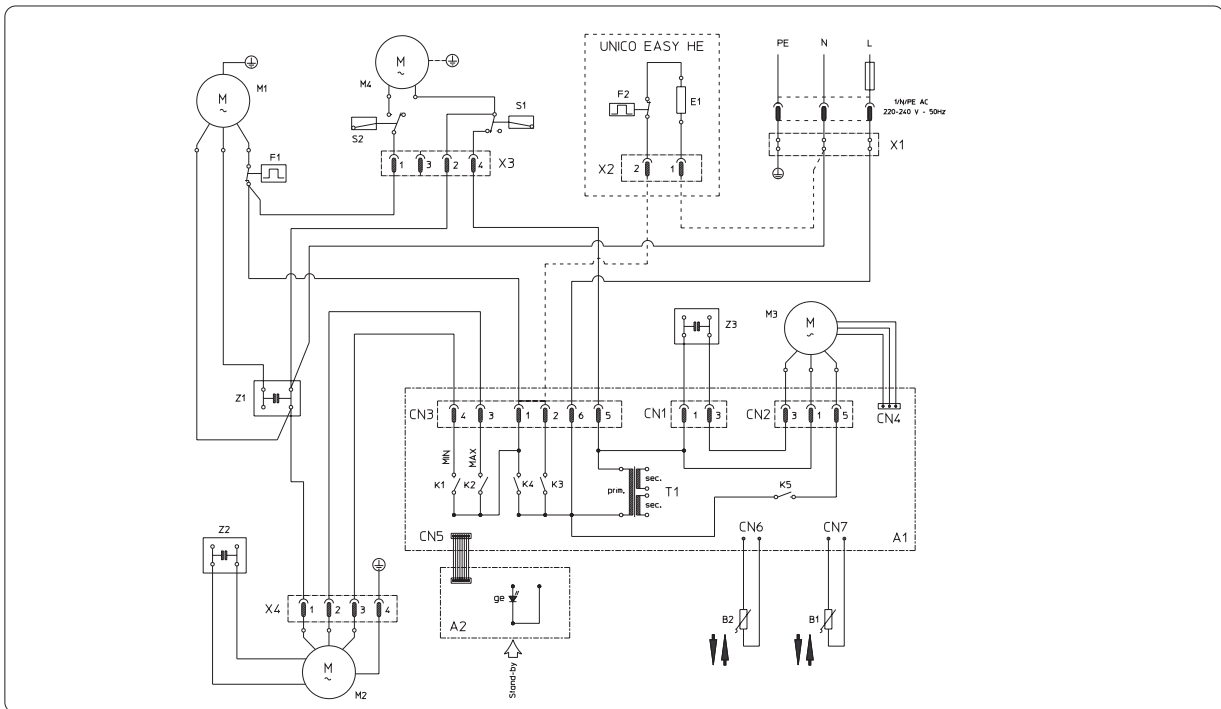 UNICO EASY HE
PE N L
M
~
M1
M
~
M4
S1
S2
F1
F2
E1
1/N/PE AC
220-240 V - 50Hz
X1
1 3 2 4
X3
X2
2 1
Z3
M3
M
~
Z1
CN3
4 3 1 2 6 5
CN1
1 3
CN2
3 1 5
CN4
MIN
MAX
K1
K2
K4
K3
prim.
sec.
sec.
T1
K5
CN5
CN6
CN7
A1
Z2
X4
1 2 3 4
M
~
M2
ge
A2
Stand-by
B2
B1